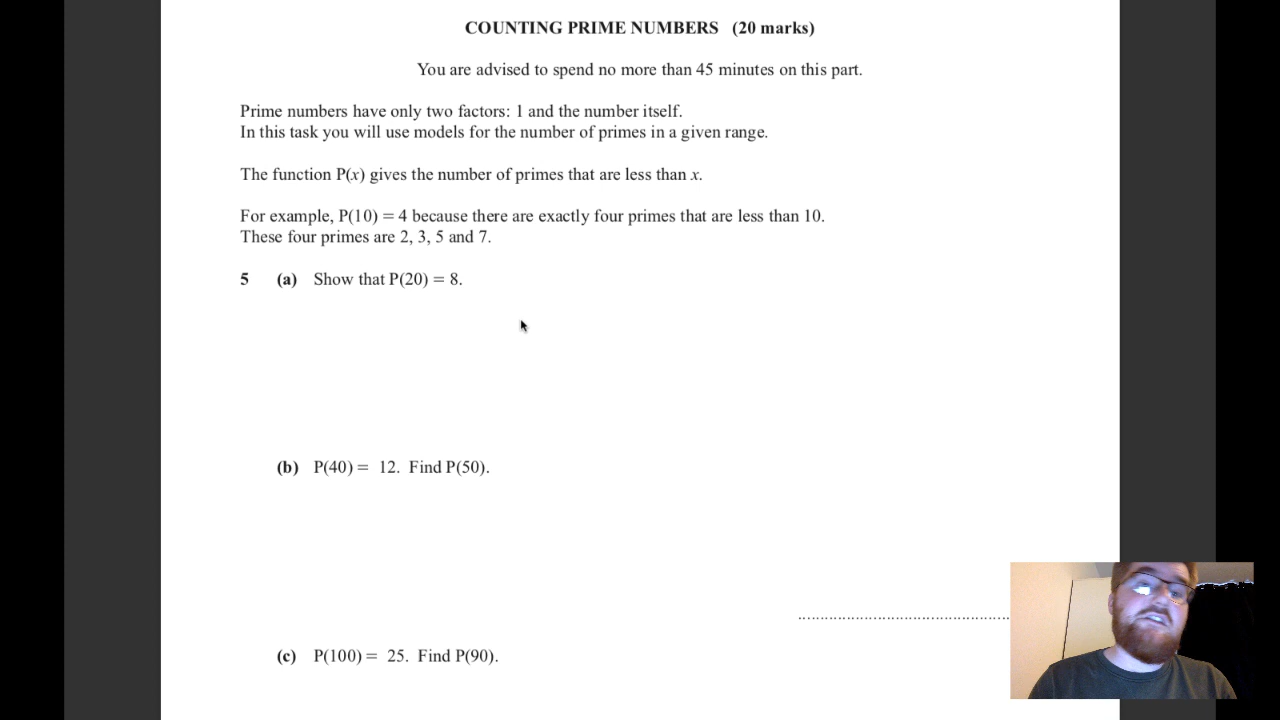 COUNTING PRIME NUMBERS (20 marks)
You are advised to spend no more than 45 minutes on this part.
Prime numbers have only two factors: 1 and the number itself.
In this task you will use models for the number of primes in a given range.
The function P(x) gives the number of primes that are less than x.
For example, P(10) = 4 because there are exactly four primes that are less than 10.
These four primes are 2, 3, 5 and 7.
5 (a) Show that P(20) = 8.
(b) P(40) = 12. Find P(50).
(c) P(100) = 25. Find P(90).